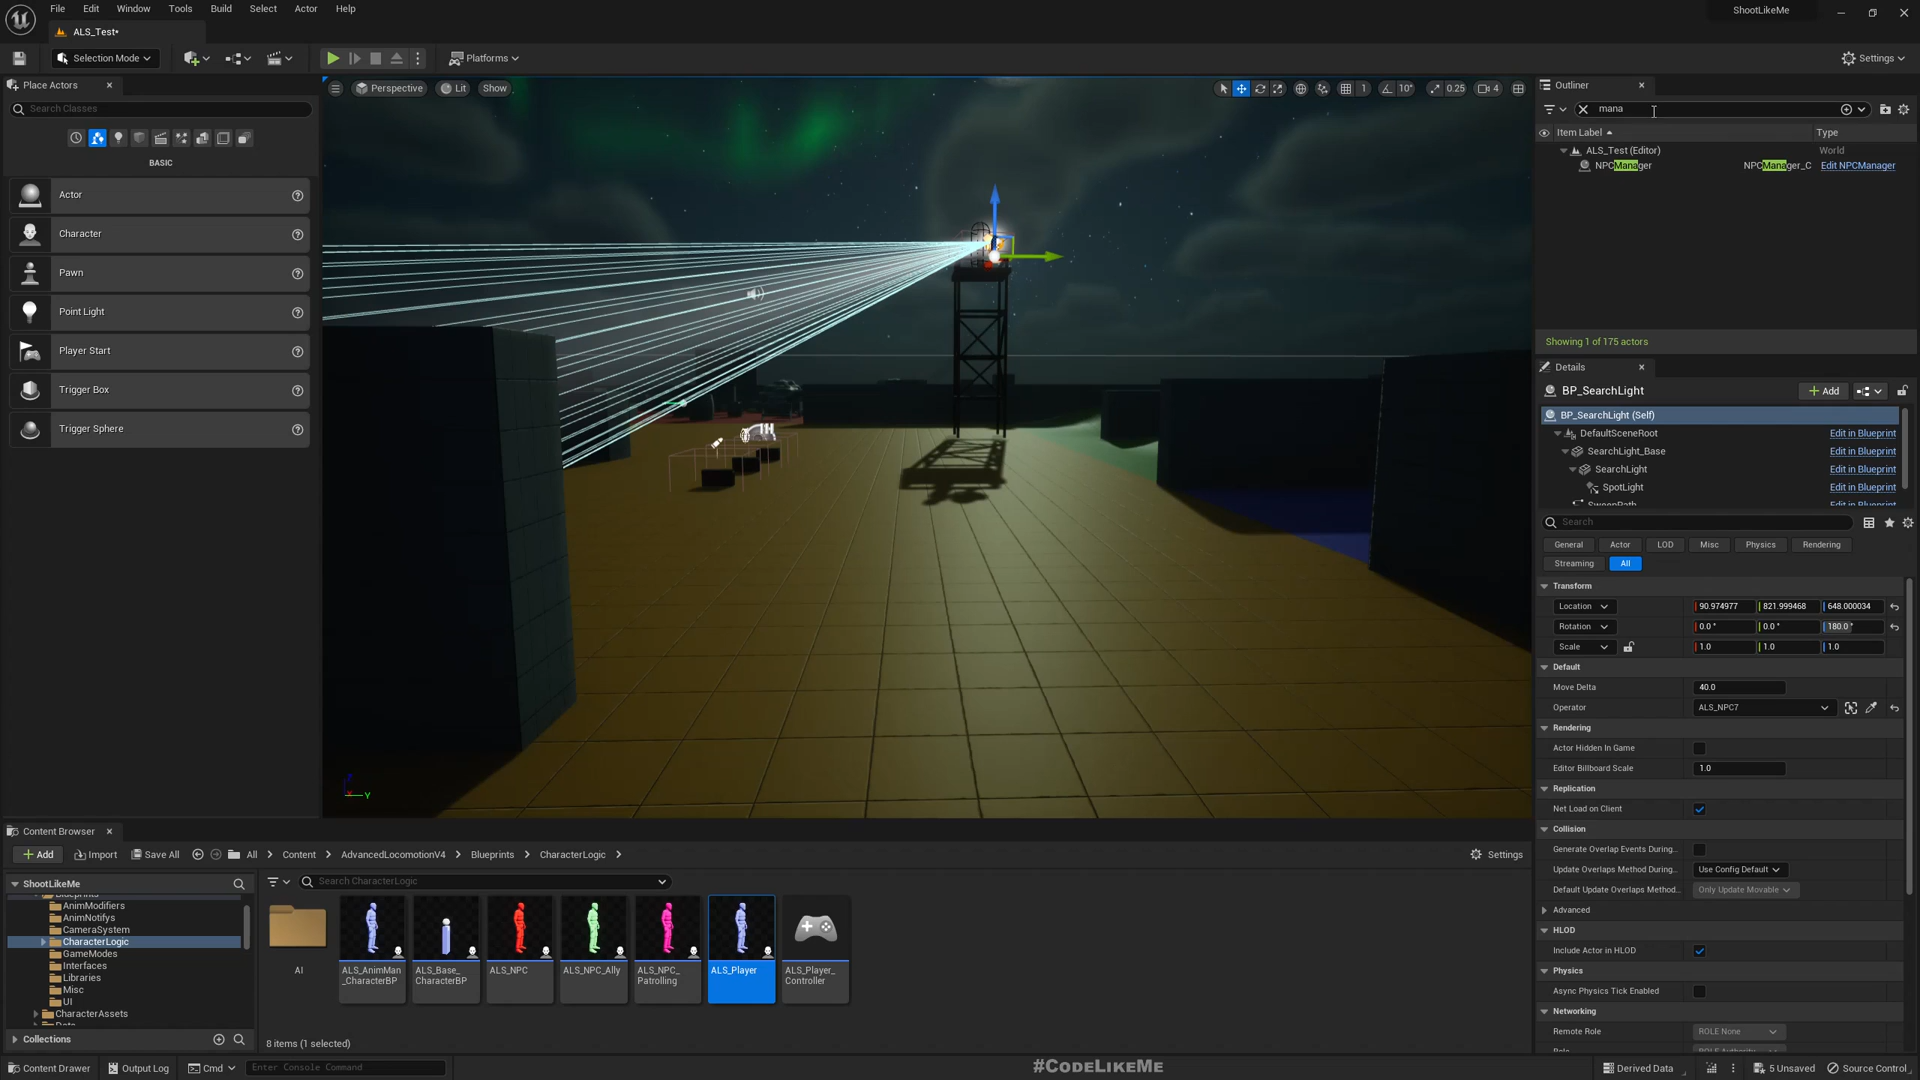 File Edit Window Tools Build Select Actor Help
ShootLikeMe
ALS_Test*
Selection Mode
Platforms
Settings
Place Actors
Search Classes
BASIC
Actor
Character
Pawn
Point Light
Player Start
Trigger Box
Trigger Sphere
Perspective
Lit
Show
1
10°
0.25
4
Z
Y
Outliner
mana
Item Label
Type
ALS_Test (Editor)
World
NPCManager
NPCManager_C
Edit NPCManager
Showing 1 of 175 actors
Details
BP_SearchLight
Add
BP_SearchLight (Self)
DefaultSceneRoot
Edit in Blueprint
SearchLight_Base
Edit in Blueprint
SearchLight
Edit in Blueprint
SpotLight
Edit in Blueprint
SweepPath
Edit in Blueprint
Search
General
Actor
LOD
Misc
Physics
Rendering
Streaming
All
Transform
Location
90.974977
821.999468
648.000034
Rotation
0.0 °
0.0 °
180.0 °
Scale
1.0
1.0
1.0
Default
Move Delta
40.0
Operator
ALS_NPC7
Rendering
Actor Hidden In Game
Editor Billboard Scale
1.0
Replication
Net Load on Client
Collision
Generate Overlap Events During...
Update Overlaps Method During...
Use Config Default
Default Update Overlaps Method...
Only Update Movable
Advanced
HLOD
Include Actor in HLOD
Physics
Async Physics Tick Enabled
Networking
Remote Role
ROLE None
Role
ROLE Authority
Content Browser
Add
Import
Save All
All
Content
AdvancedLocomotionV4
Blueprints
CharacterLogic
Settings
ShootLikeMe
Blueprints
AnimModifiers
AnimNotifys
CameraSystem
CharacterLogic
GameModes
Interfaces
Libraries
Misc
UI
CharacterAssets
Data
Collections
Search CharacterLogic
AI
ALS_AnimMan
_CharacterBP
ALS_Base_
CharacterBP
ALS_NPC
ALS_NPC_Ally
ALS_NPC_
Patrolling
ALS_Player
ALS_Player_
Controller
8 items (1 selected)
Content Drawer
Output Log
Cmd
Enter Console Command
#CODELIKEME
Derived Data
5 Unsaved
Source Control